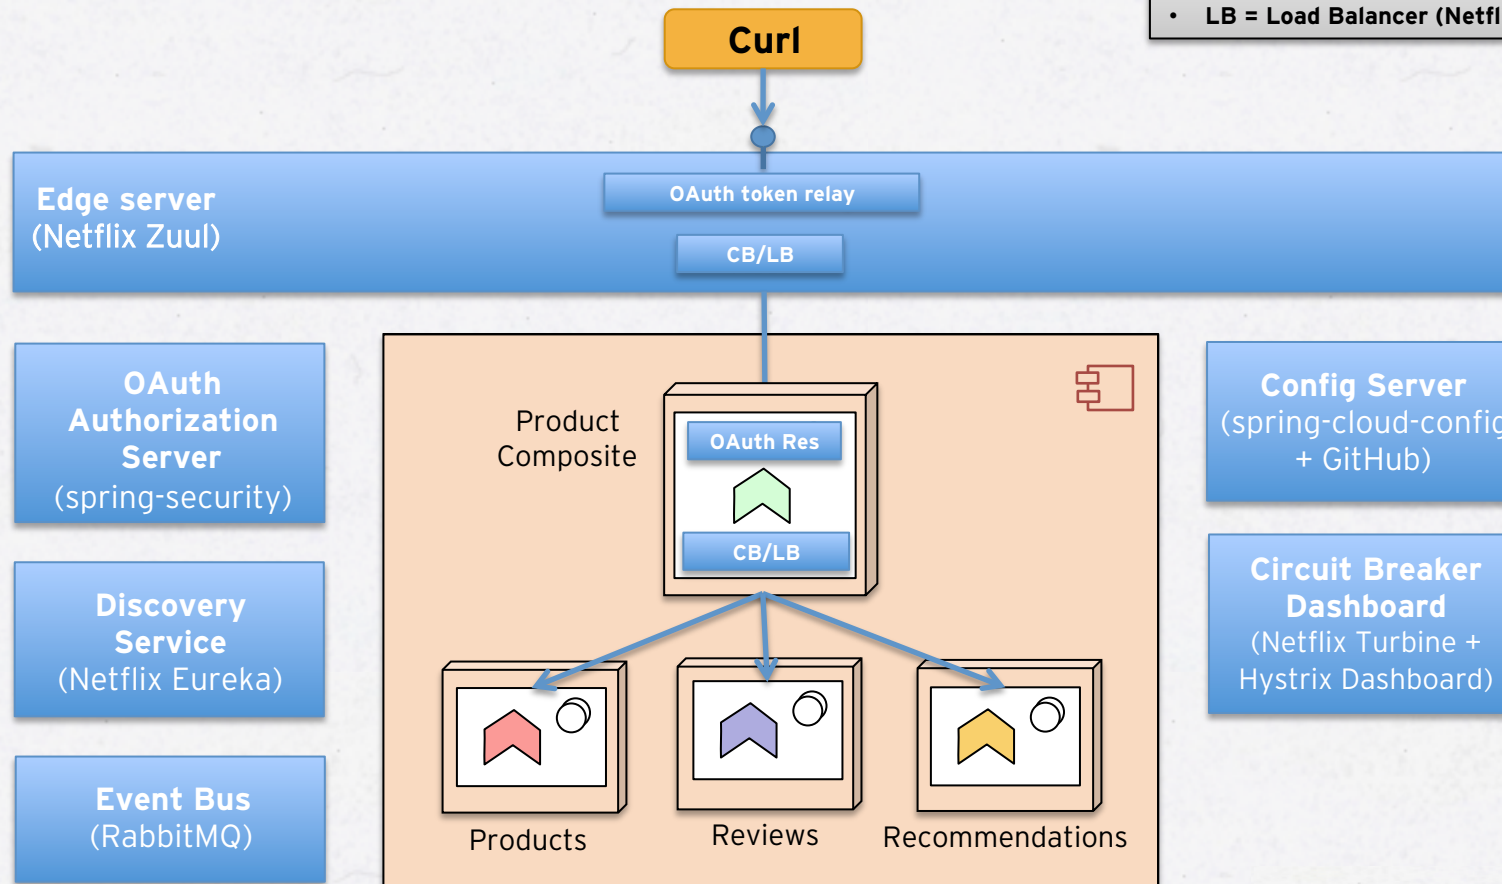 • LB = Load Balancer
Curl
Edge server
(Netflix Zuul)
OAuth token relay
CB/LB
OAuth
Authorization
Server
(spring-security)
Discovery
Service
(Netflix Eureka)
Event Bus
(RabbitMQ)
Product
Composite
OAuth Res
CB/LB
Products
Reviews
Recommendations
Config Server
(spring-cloud-config
+ GitHub)
Circuit Breaker
Dashboard
(Netflix Turbine +
Hystrix Dashboard)